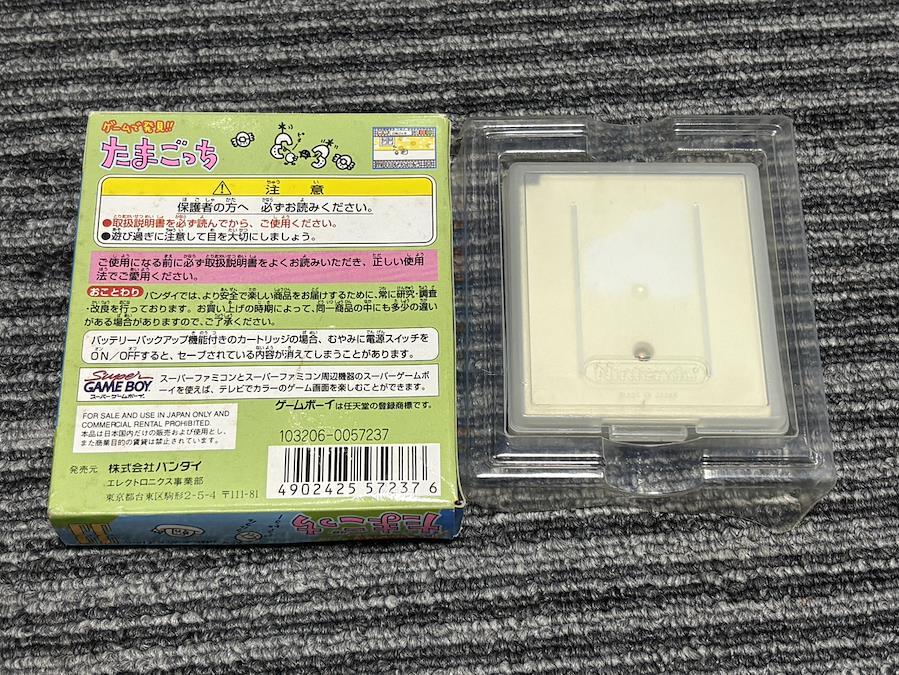 ゲームで発見!!
たまごっち
⚠ 注意
保護者の方へ 必ずお読みください。
●取扱説明書を必ず読んでから、ご使用ください。
●遊び過ぎに注意して目を大切にしましょう。
ご使用になる前に必ず取扱説明書をよくお読みいただき、正しい使用
法でご愛用ください。
おことわり バンダイでは、より安全で楽しい商品をお届けするために、常に研究・調査
・改良を行っております。お買い上げの時期によって、同一商品の中にも多少の違い
がある場合がありますので、ご了承ください。
バッテリーバックアップ機能付きのカートリッジの場合、むやみに電源スイッチを
ON/OFFすると、セーブされている内容が消えてしまうことがあります。
Super
GAME BOY
スーパーゲームボーイ
スーパーファミコンとスーパーファミコン周辺機器のスーパーゲームボ
ーイを使えば、テレビでカラーのゲーム画面を楽しむことができます。
ゲームボーイは任天堂の登録商標です。
FOR SALE AND USE IN JAPAN ONLY AND
COMMERCIAL RENTAL PROHIBITED.
本品は日本国内だけの販売および使用とし、
また商業目的の賃貸は禁止されています。
103206-0057237
発売元 株式会社バンダイ
エレクトロニクス事業部
東京都台東区駒形2-5-4 〒111-81
4902425572376
たまごっち
Nintendo
MADE IN JAPAN